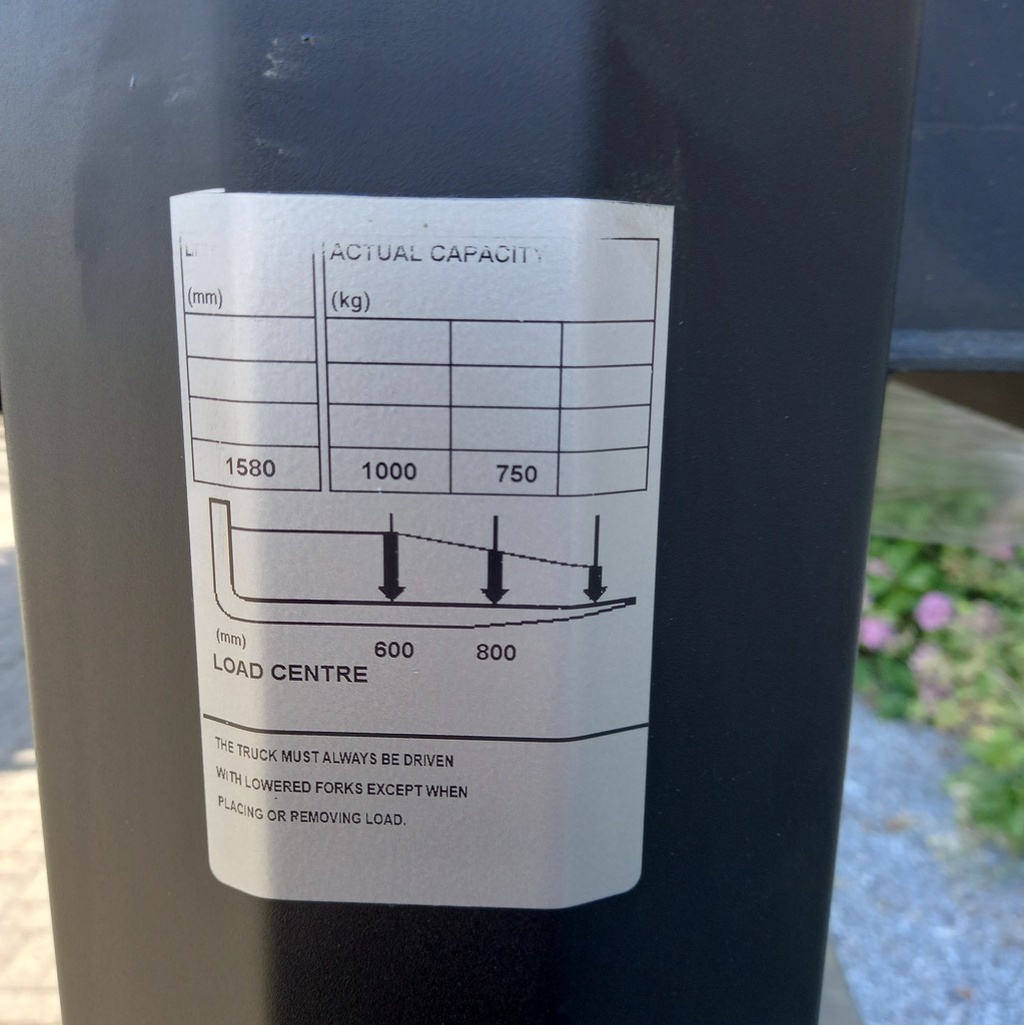 ACTUAL CAPACITY
(mm) (kg)
1580 1000 750
600 800
(mm)
LOAD CENTRE
THE TRUCK MUST ALWAYS BE DRIVEN
WITH LOWERED FORKS EXCEPT WHEN
PLACING OR REMOVING LOAD.